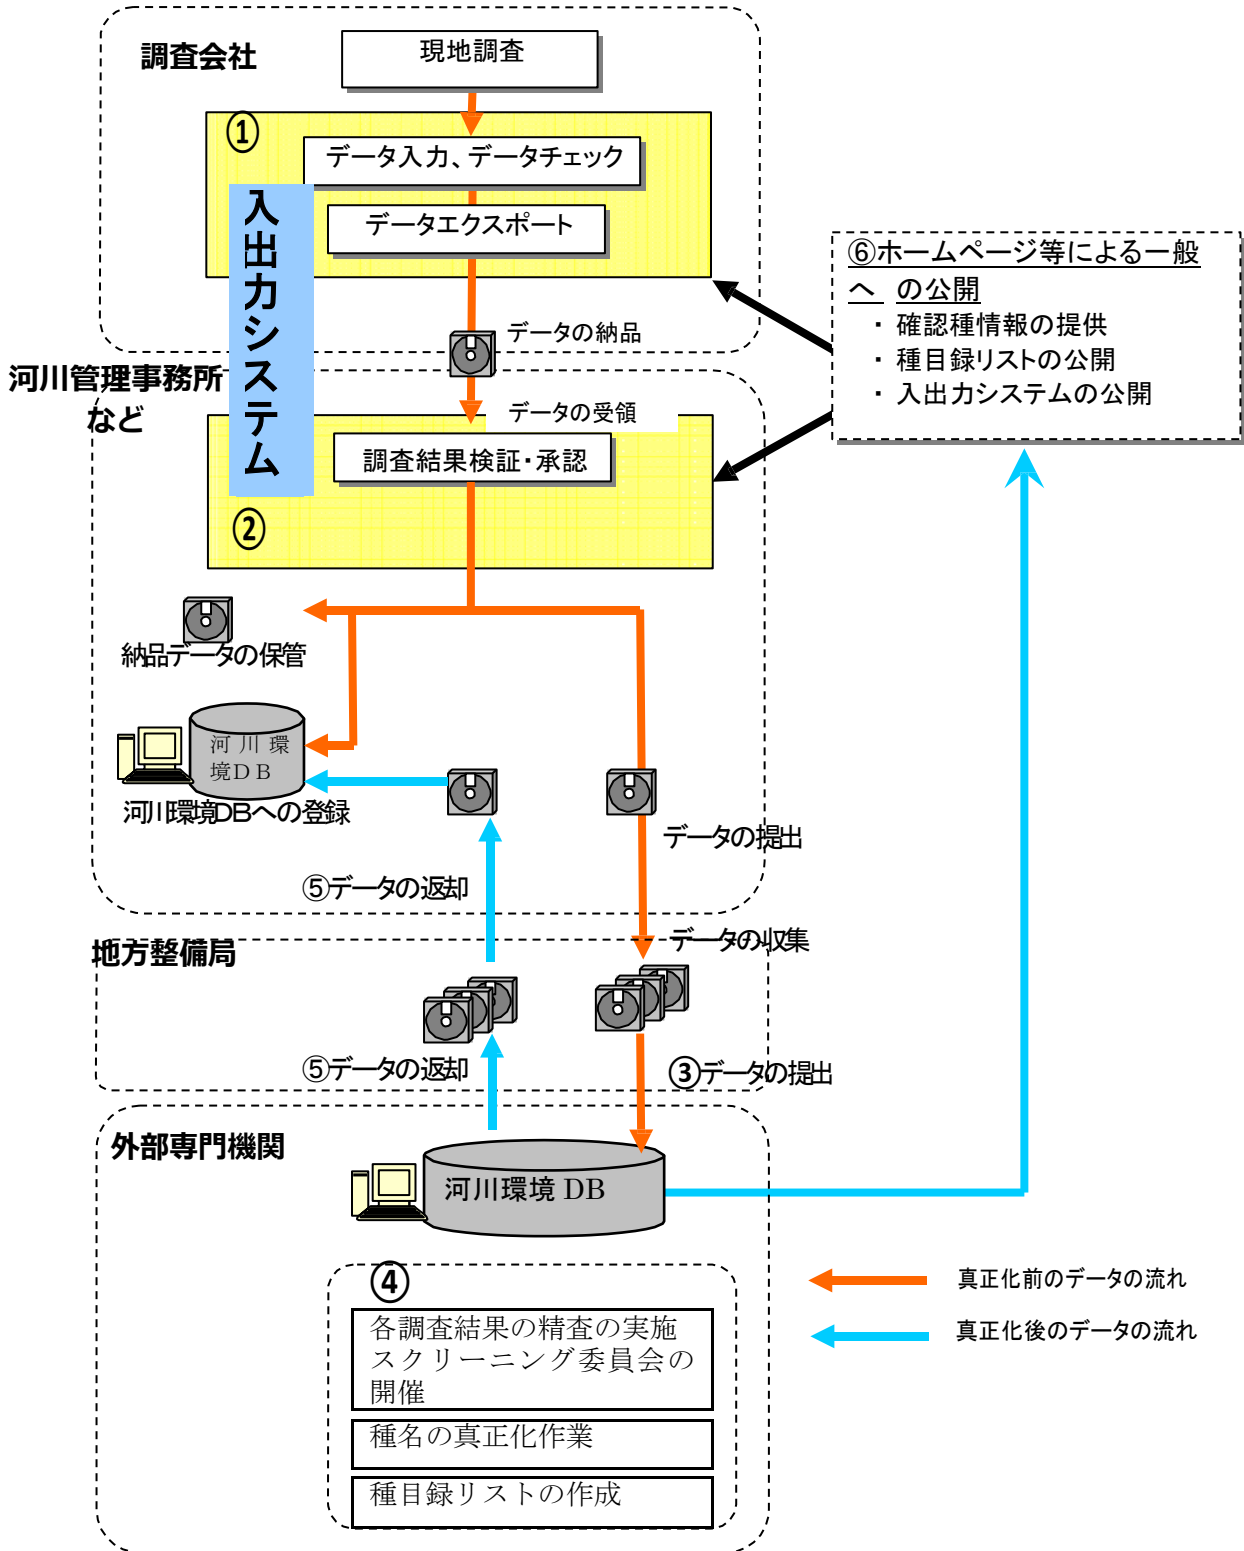 調査会社
現地調査
①
データ入力、データチェック
データエクスポート
入出力システム
データの納品
⑥ホームページ等による一般
へ の公開
・ 確認種情報の提供
・ 種目録リストの公開
・ 入出力システムの公開
河川管理事務所
など
データの受領
調査結果検証・承認
②
納品データの保管
河川環
境DB
河川環境DBへの登録
データの提出
⑤データの返却
地方整備局
データの収集
⑤データの返却
③データの提出
外部専門機関
河川環境 DB
④
各調査結果の精査の実施
スクリーニング委員会の
開催
種名の真正化作業
種目録リストの作成
真正化前のデータの流れ
真正化後のデータの流れ